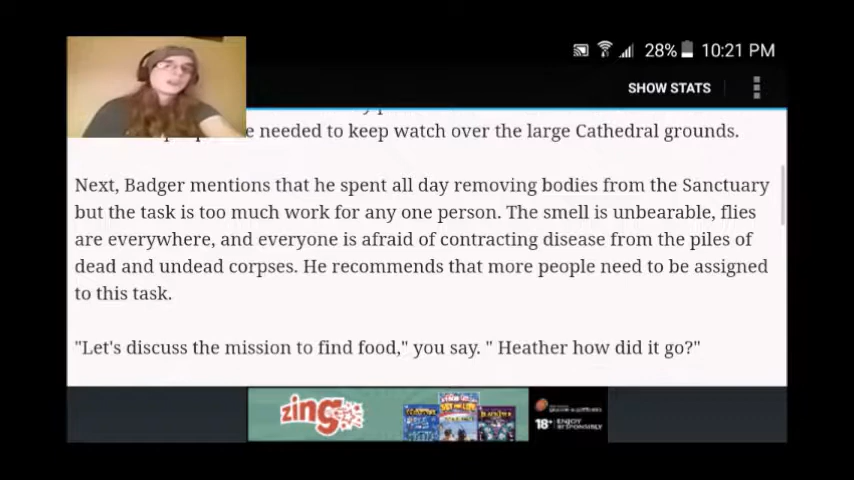 28% 10:21 PM
SHOW STATS
needed to keep watch over the large Cathedral grounds.
Next, Badger mentions that he spent all day removing bodies from the Sanctuary
but the task is too much work for any one person. The smell is unbearable, flies
are everywhere, and everyone is afraid of contracting disease from the piles of
dead and undead corpses. He recommends that more people need to be assigned
to this task.
"Let's discuss the mission to find food," you say. " Heather how did it go?"
zing
18+